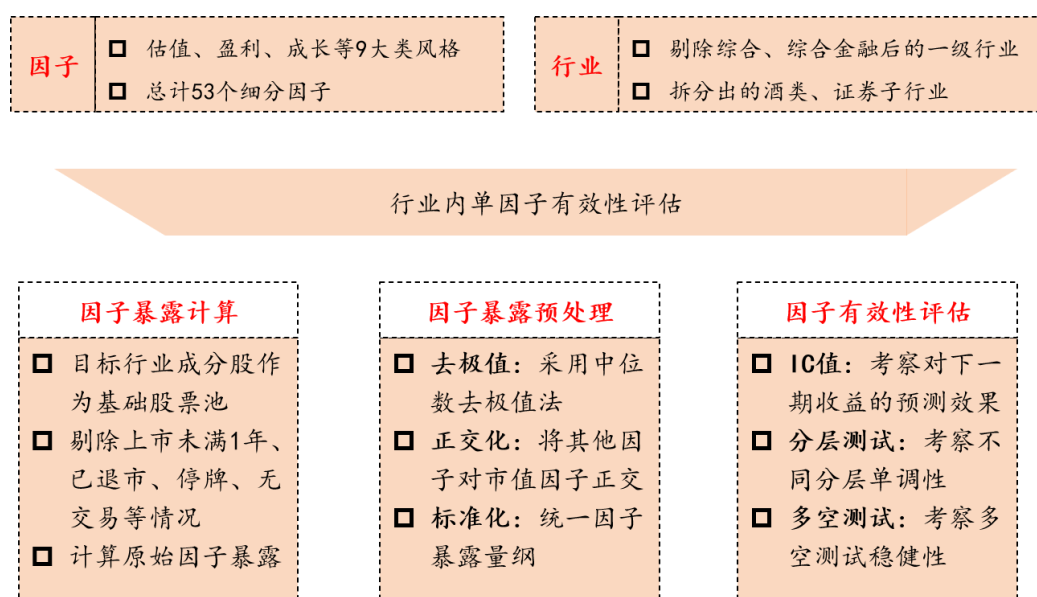 因子
估值、盈利、成长等9大类风格
总计53个细分因子
行业
剔除综合、综合金融后的一级行业
拆分出的酒类、证券子行业
行业内单因子有效性评估
因子暴露计算
目标行业成分股作
为基础股票池
剔除上市未满1年、
已退市、停牌、无
交易等情况
计算原始因子暴露
因子暴露预处理
去极值：采用中位
数去极值法
正交化：将其他因
子对市值因子正交
标准化：统一因子
暴露量纲
因子有效性评估
IC值：考察对下一
期收益的预测效果
分层测试：考察不
同分层单调性
多空测试：考察多
空测试稳健性